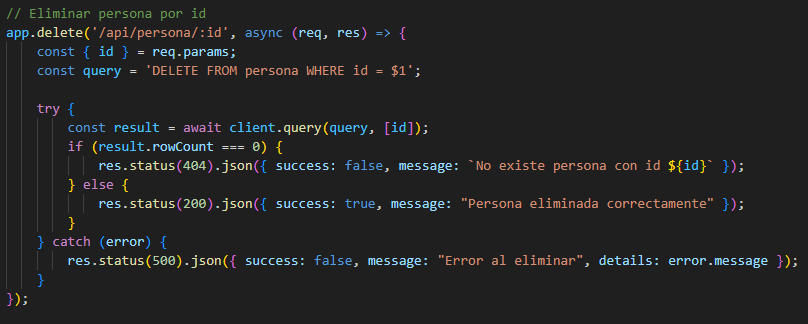 // Eliminar persona por id
app.delete('/api/persona/:id', async (req, res) => {
    const { id } = req.params;
    const query = 'DELETE FROM persona WHERE id = $1';

    try {
        const result = await client.query(query, [id]);
        if (result.rowCount === 0) {
            res.status(404).json({ success: false, message: `No existe persona con id ${id}` });
        } else {
            res.status(200).json({ success: true, message: "Persona eliminada correctamente" });
        }
    } catch (error) {
        res.status(500).json({ success: false, message: "Error al eliminar", details: error.message });
    }
});